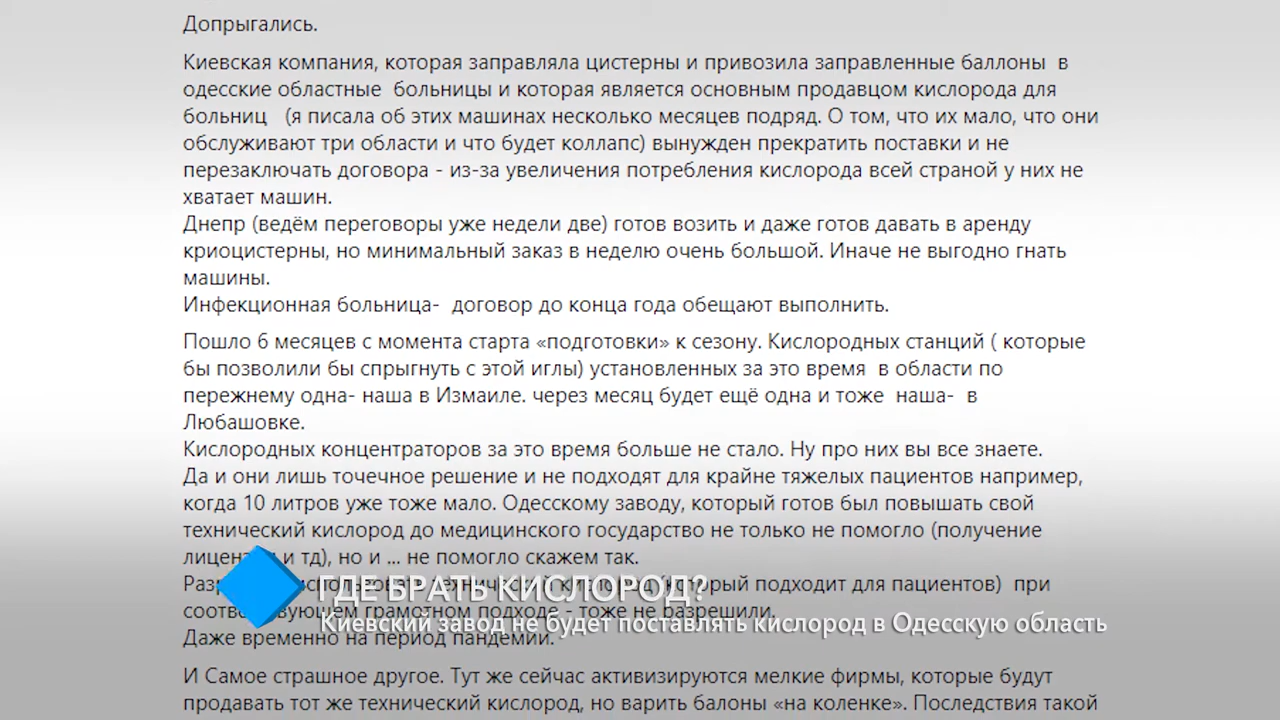 Допрыгались.
Киевская компания, которая заправляла цистерны и привозила заправленные баллоны в
одесские областные больницы и которая является основным продавцом кислорода для
больниц (я писала об этих машинах несколько месяцев подряд. О том, что их мало, что они
обслуживают три области и что будет коллапс) вынужден прекратить поставки и не
перезаключать договора - из-за увеличения потребления кислорода всей страной у них не
хватает машин.
Днепр (ведём переговоры уже недели две) готов возить и даже готов давать в аренду
криоцистерны, но минимальный заказ в неделю очень большой. Иначе не выгодно гнать
машины.
Инфекционная больница- договор до конца года обещают выполнить.
Пошло 6 месяцев с момента старта «подготовки» к сезону. Кислородных станций ( которые
бы позволили бы спрыгнуть с этой иглы) установленных за это время в области по
пережнему одна- наша в Измаиле. через месяц будет ещё одна и тоже наша- в
Любашовке.
Кислородных концентраторов за это время больше не стало. Ну про них вы все знаете.
Да и они лишь точечное решение и не подходят для крайне тяжелых пациентов например,
когда 10 литров уже тоже мало. Одесскому заводу, который готов был повышать свой
технический кислород до медицинского государство не только не помогло (получение
и тд), но и ... не помогло скажем так.
подходит для пациентов) при
грамотном подходе - тоже не разрешили.
Даже временно на период пандемии.
ГДЕ БРАТЬ КИСЛОРОД?
Киевский завод не будет поставлять кислород в Одесскую область
И Самое страшное другое. Тут же сейчас активизируются мелкие фирмы, которые будут
продавать тот же технический кислород, но варить балоны «на коленке». Последствия такой